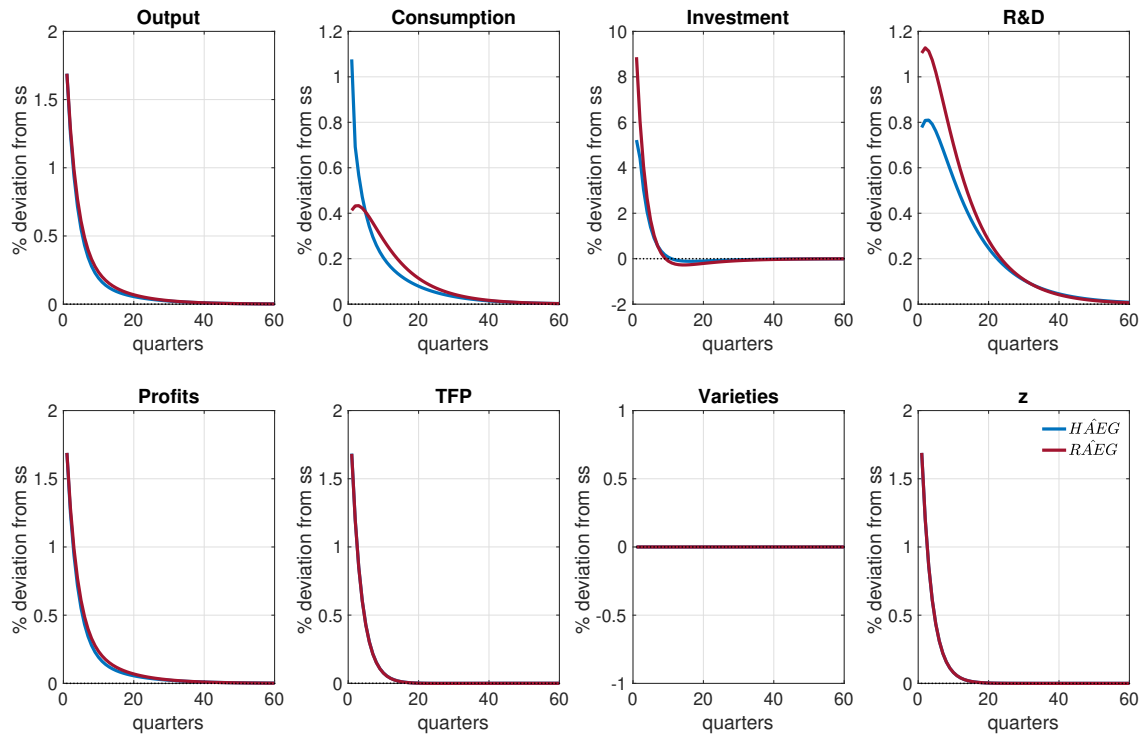 Output
% deviation from ss
2
1.5
1
0.5
0
0 20 40 60
quarters
Consumption
% deviation from ss
1.2
1
0.8
0.6
0.4
0.2
0
0 20 40 60
quarters
Investment
% deviation from ss
10
8
6
4
2
0
-2
0 20 40 60
quarters
R&D
% deviation from ss
1.2
1
0.8
0.6
0.4
0.2
0
0 20 40 60
quarters
Profits
% deviation from ss
2
1.5
1
0.5
0
0 20 40 60
quarters
TFP
% deviation from ss
2
1.5
1
0.5
0
0 20 40 60
quarters
Varieties
% deviation from ss
1
0.5
0
-0.5
-1
0 20 40 60
quarters
z
% deviation from ss
2
1.5
1
0.5
0
0 20 40 60
quarters
HÂEG
RÂEG